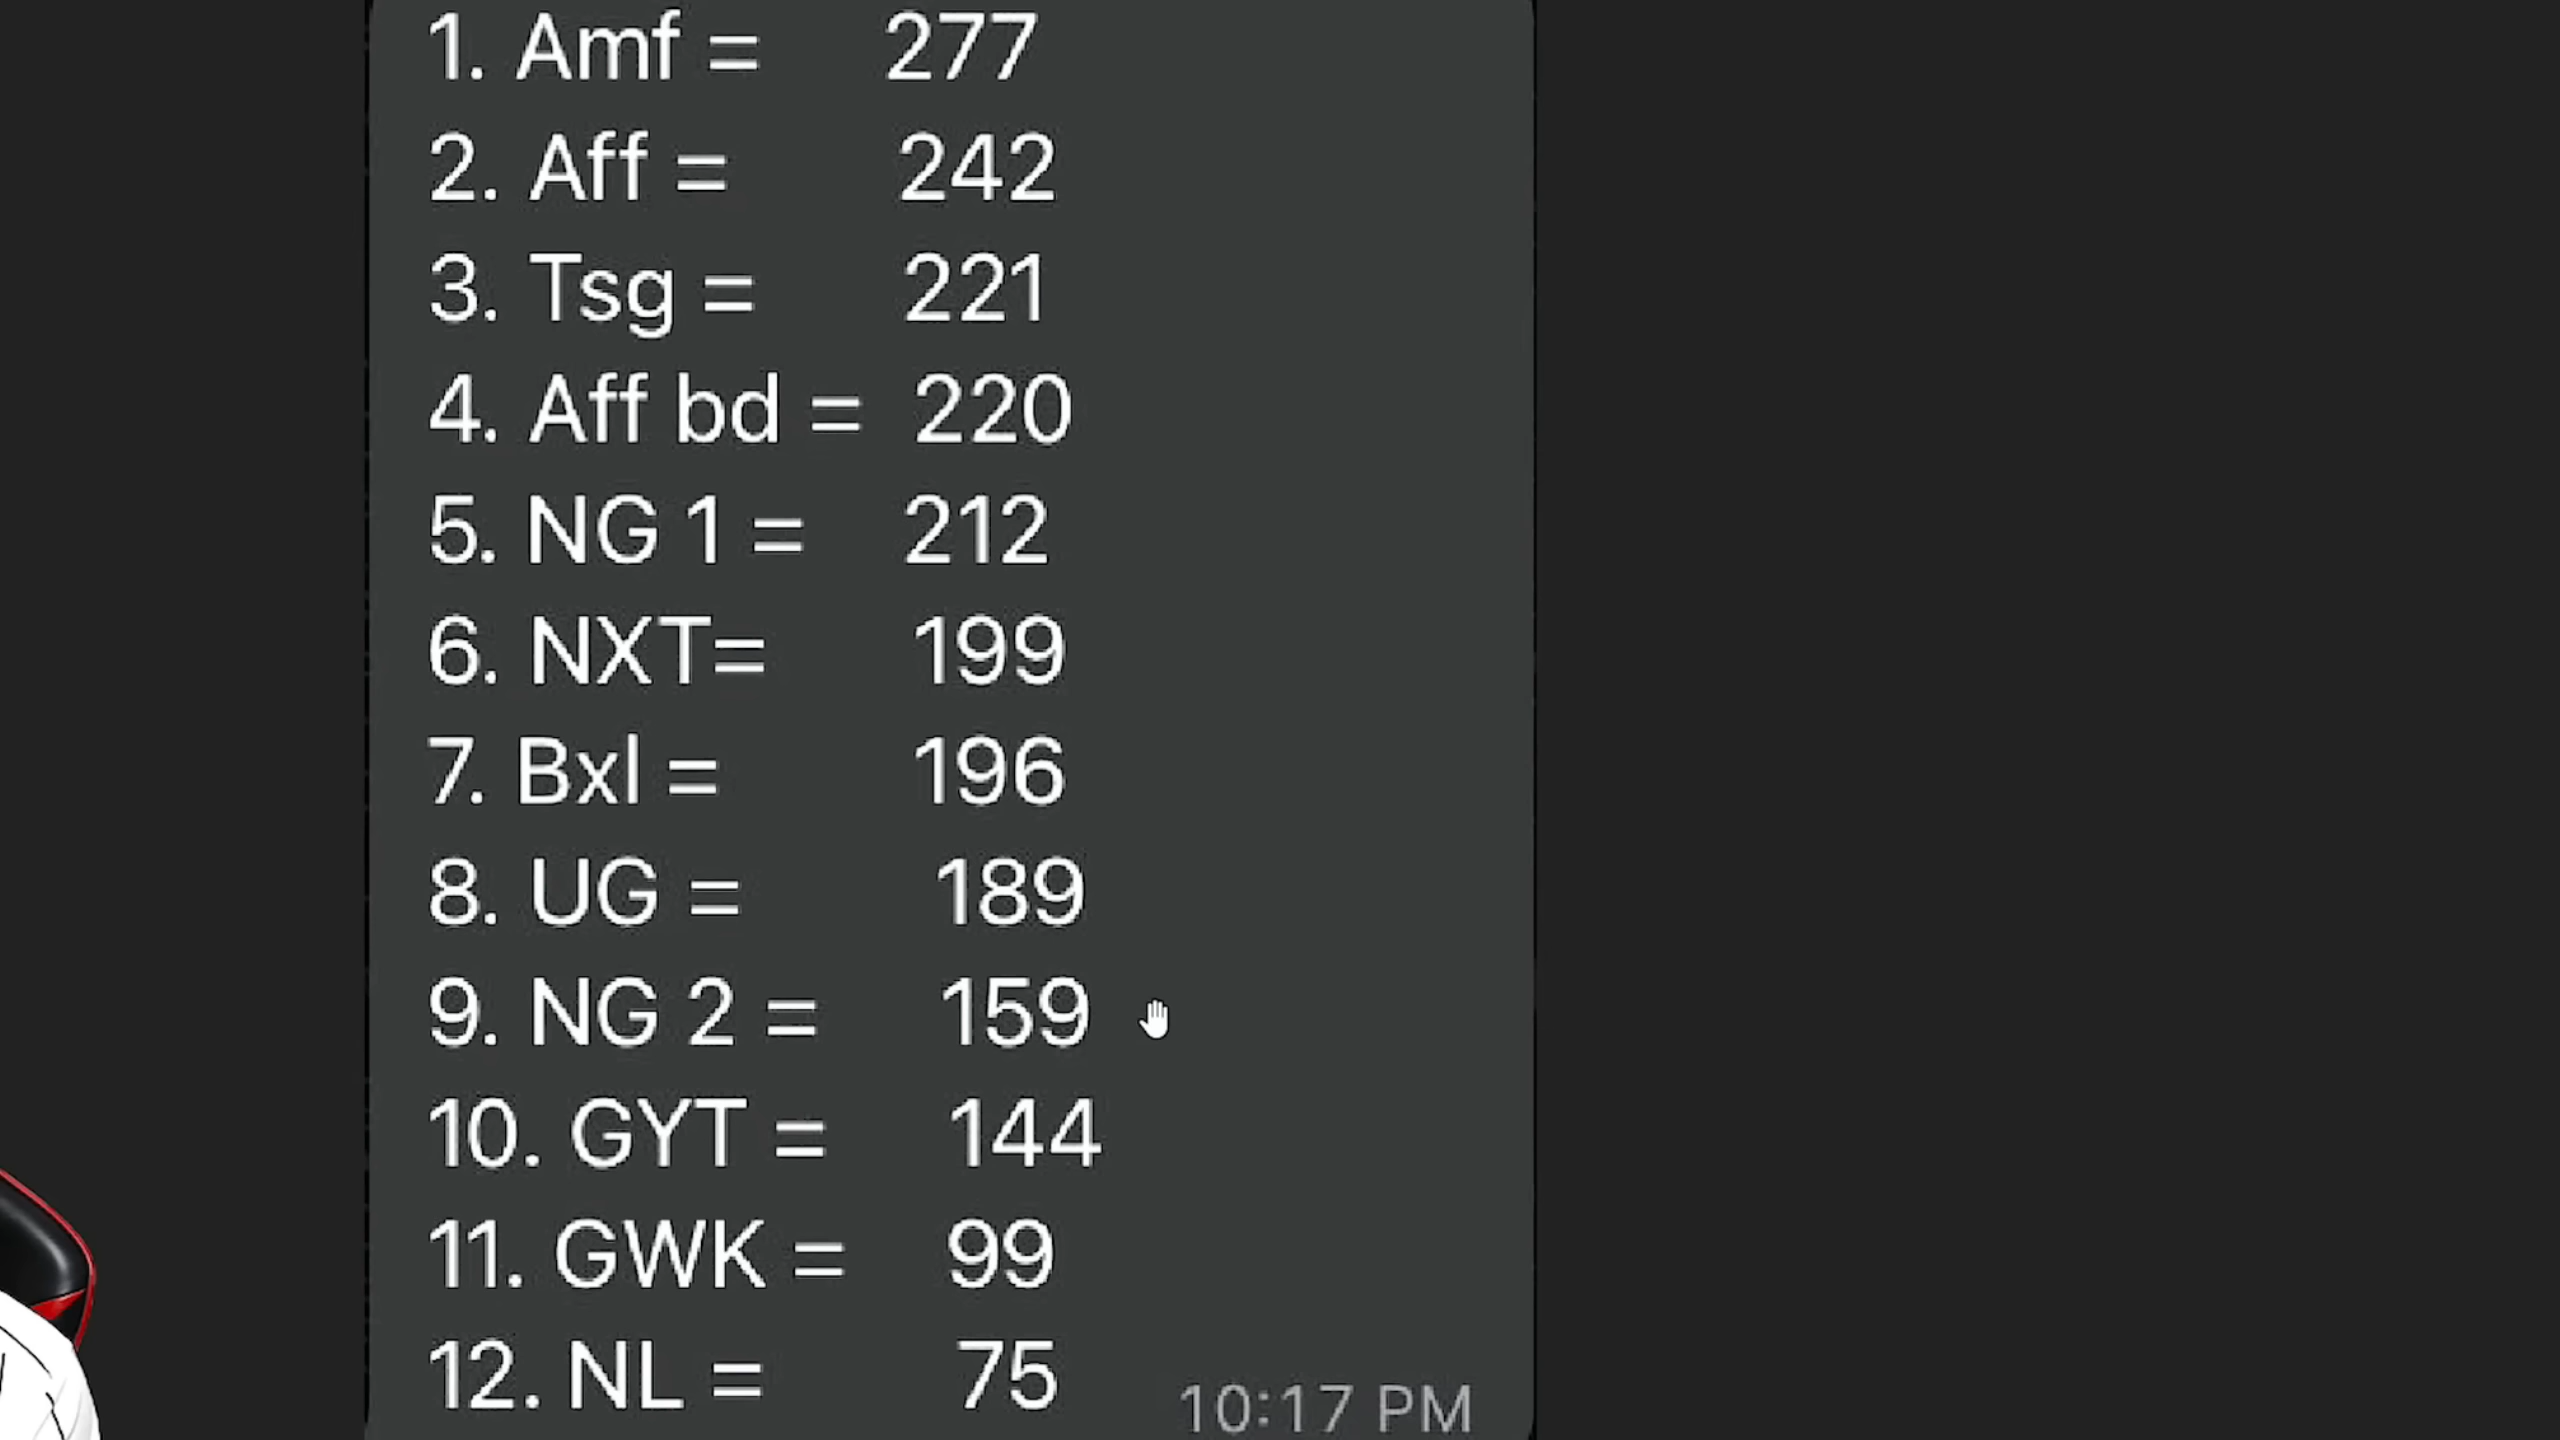 1. Amf = 277
2. Aff = 242
3. Tsg = 221
4. Aff bd = 220
5. NG 1 = 212
6. NXT= 199
7. Bxl = 196
8. UG = 189
9. NG 2 = 159
10. GYT = 144
11. GWK = 99
12. NL = 75
10:17 PM